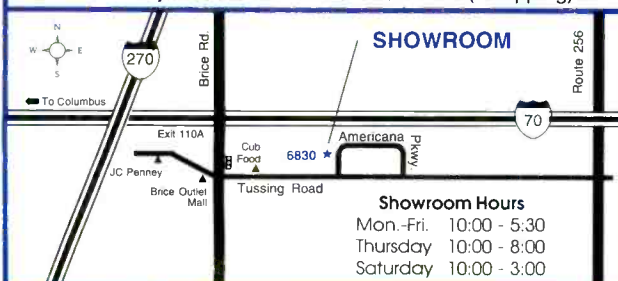 N
W E
S
270
Brice Rd.
SHOWROOM
Route 256
To Columbus
70
Exit 110A
Americana
Pkwy.
Cub
Food
6830
JC Penney
Brice Outlet
Mall
Tussing Road
Showroom Hours
Mon.-Fri. 10:00 - 5:30
Thursday 10:00 - 8:00
Saturday 10:00 - 3:00